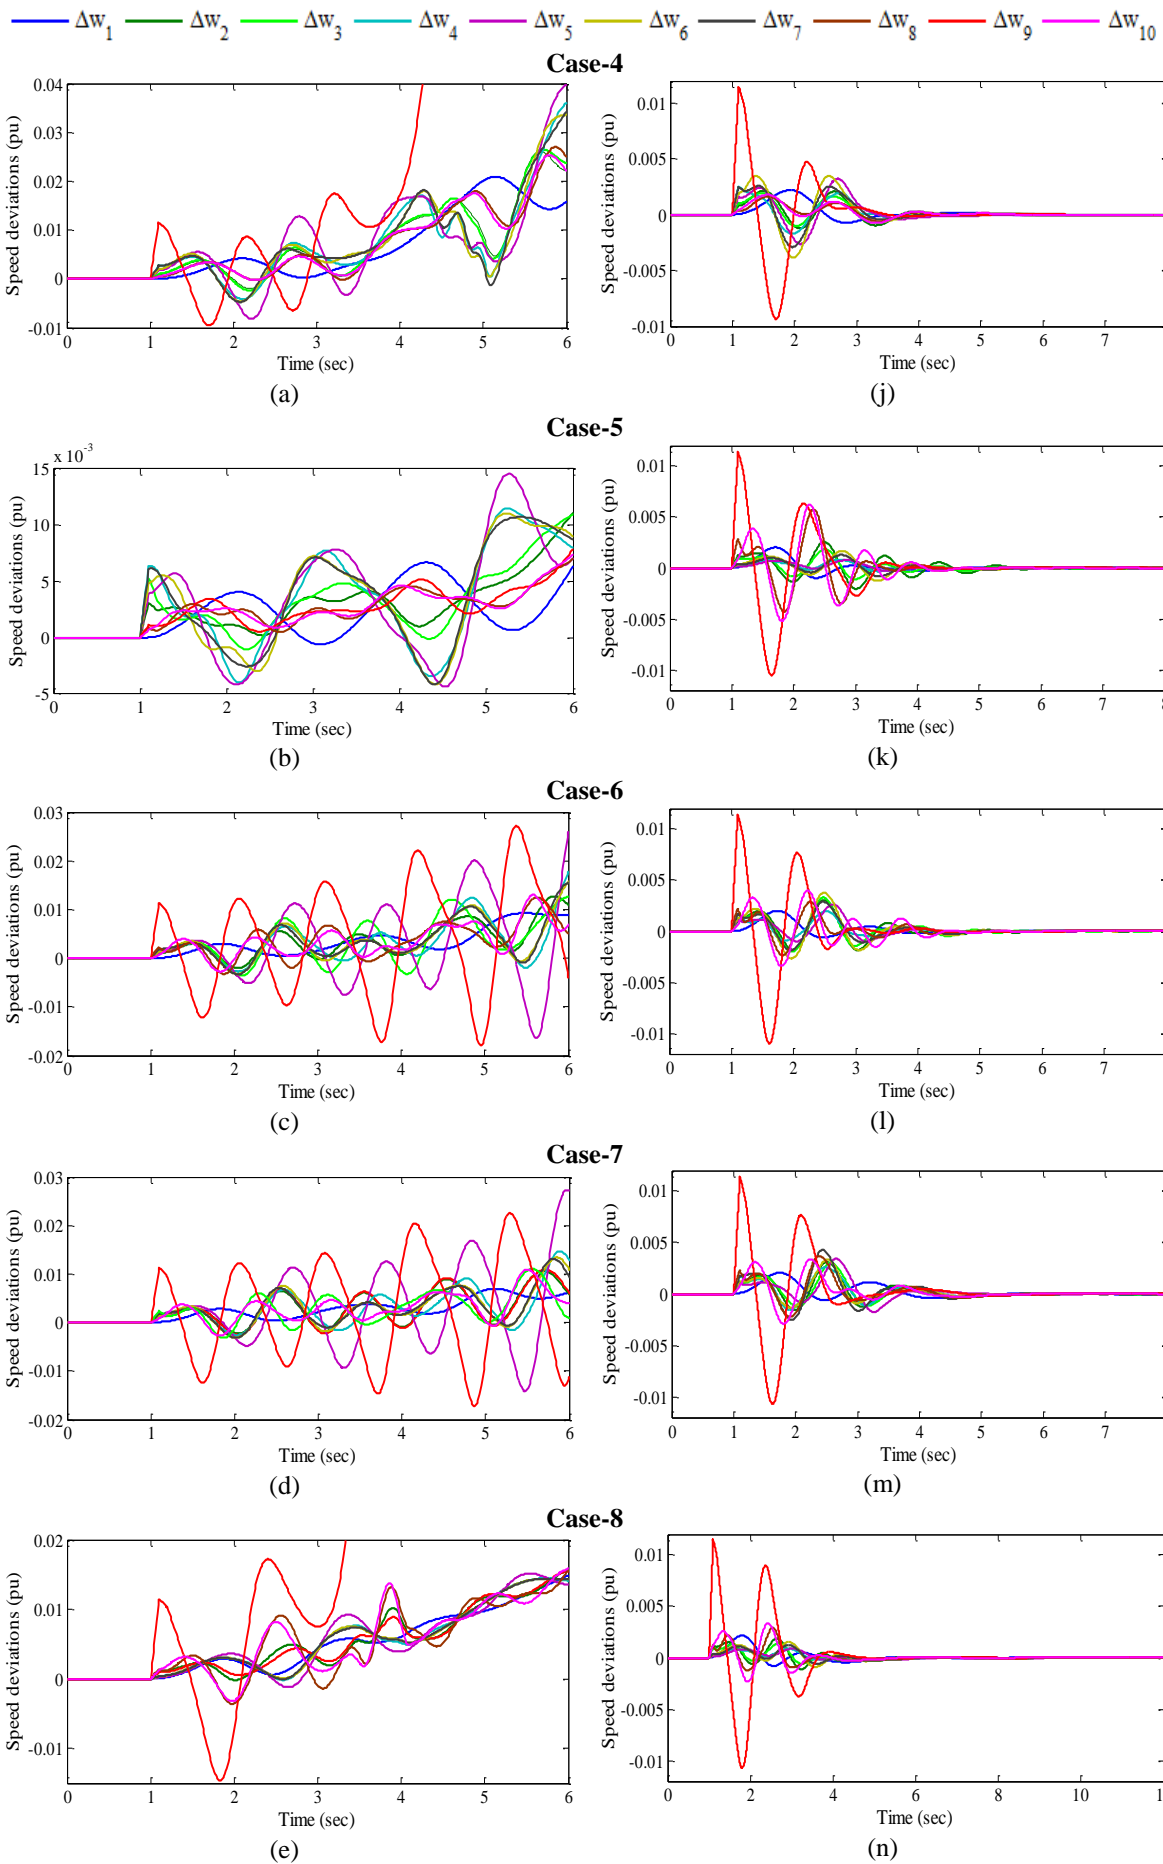 Δw1 Δw2 Δw3 Δw4 Δw5 Δw6 Δw7 Δw8 Δw9 Δw10
Case-4
Speed deviations (pu)
0.04
0.03
0.02
0.01
0
-0.01
0 1 2 3 4 5 6
Time (sec)
(a)
Speed deviations (pu)
0.01
0.005
0
-0.005
-0.01
0 1 2 3 4 5 6 7
Time (sec)
(j)
Case-5
x 10-3
Speed deviations (pu)
15
10
5
0
-5
0 1 2 3 4 5 6
Time (sec)
(b)
Speed deviations (pu)
0.01
0.005
0
-0.005
-0.01
0 1 2 3 4 5 6 7 8
Time (sec)
(k)
Case-6
Speed deviations (pu)
0.03
0.02
0.01
0
-0.01
-0.02
0 1 2 3 4 5 6
Time (sec)
(c)
Speed deviations (pu)
0.01
0.005
0
-0.005
-0.01
0 1 2 3 4 5 6 7
Time (sec)
(l)
Case-7
Speed deviations (pu)
0.03
0.02
0.01
0
-0.01
-0.02
0 1 2 3 4 5 6
Time (sec)
(d)
Speed deviations (pu)
0.01
0.005
0
-0.005
-0.01
0 1 2 3 4 5 6 7
Time (sec)
(m)
Case-8
Speed deviations (pu)
0.02
0.01
0
-0.01
0 1 2 3 4 5 6
Time (sec)
(e)
Speed deviations (pu)
0.01
0.005
0
-0.005
-0.01
0 2 4 6 8 10 1
Time (sec)
(n)